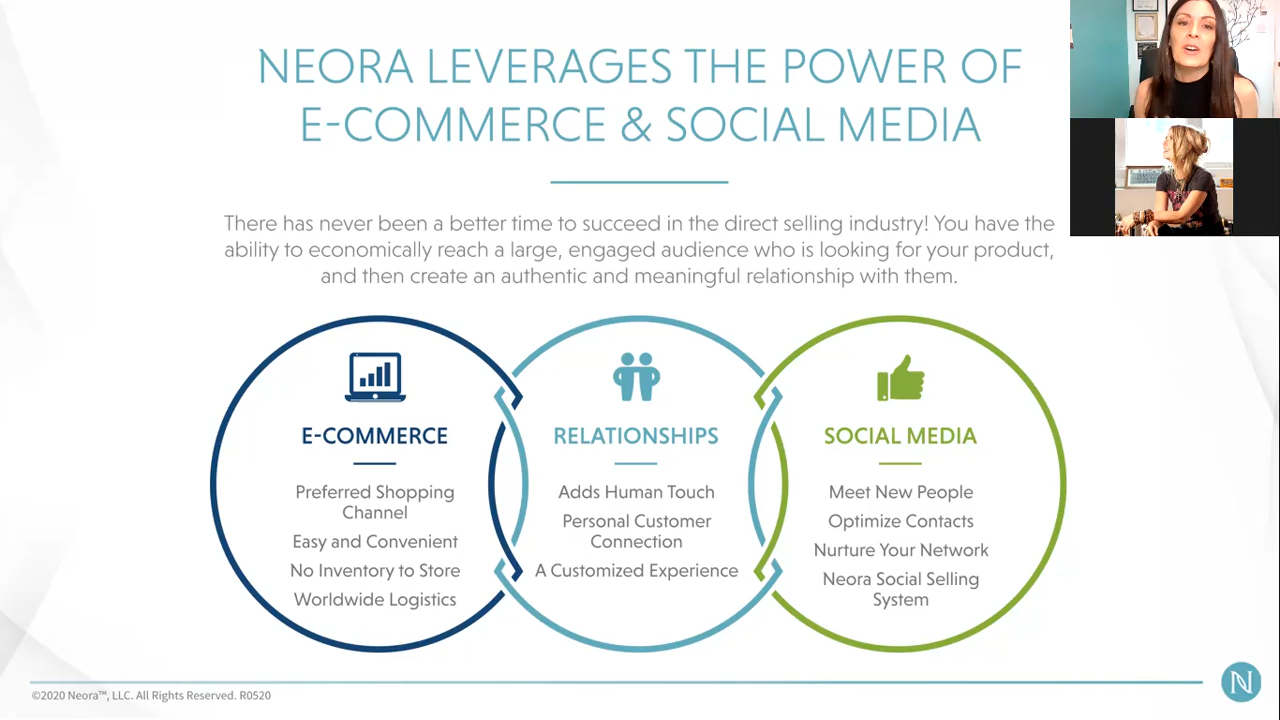 NEORA LEVERAGES THE POWER OF
E-COMMERCE & SOCIAL MEDIA
There has never been a better time to succeed in the direct selling industry! You have the
ability to economically reach a large, engaged audience who is looking for your product,
and then create an authentic and meaningful relationship with them.
E-COMMERCE
Preferred Shopping
Channel
Easy and Convenient
No Inventory to Store
Worldwide Logistics
RELATIONSHIPS
Adds Human Touch
Personal Customer
Connection
A Customized Experience
SOCIAL MEDIA
Meet New People
Optimize Contacts
Nurture Your Network
Neora Social Selling
System
©2020 Neora™, LLC. All Rights Reserved. R0520
N